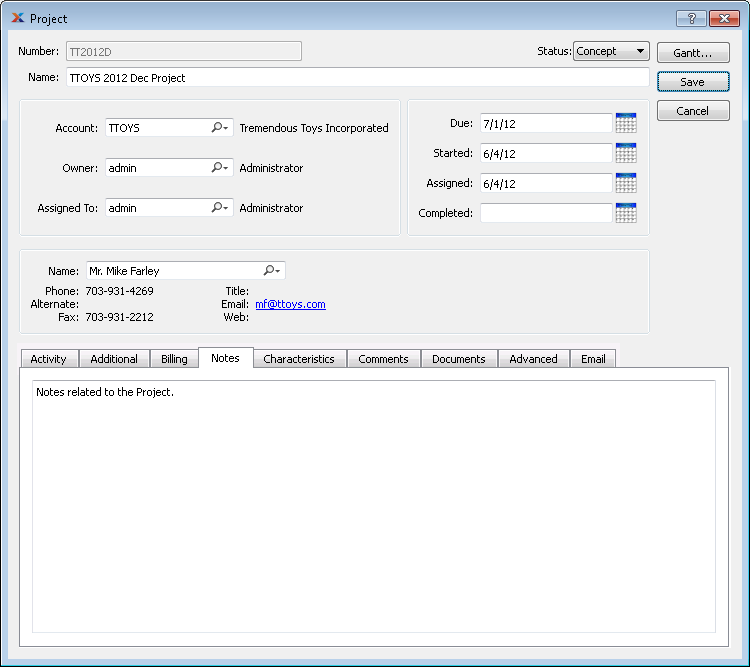 Project
?
Number: TT2012D
Status: Concept
Gantt...
Name: TTOYS 2012 Dec Project
Save
Cancel
Account: TTOYS Tremendous Toys Incorporated
Owner: admin Administrator
Assigned To: admin Administrator
Due: 7/1/12
Started: 6/4/12
Assigned: 6/4/12
Completed:
Name: Mr. Mike Farley
Phone: 703-931-4269 Title:
Alternate: Email: mf@ttoys.com
Fax: 703-931-2212 Web:
Activity Additional Billing Notes Characteristics Comments Documents Advanced Email
Notes related to the Project.